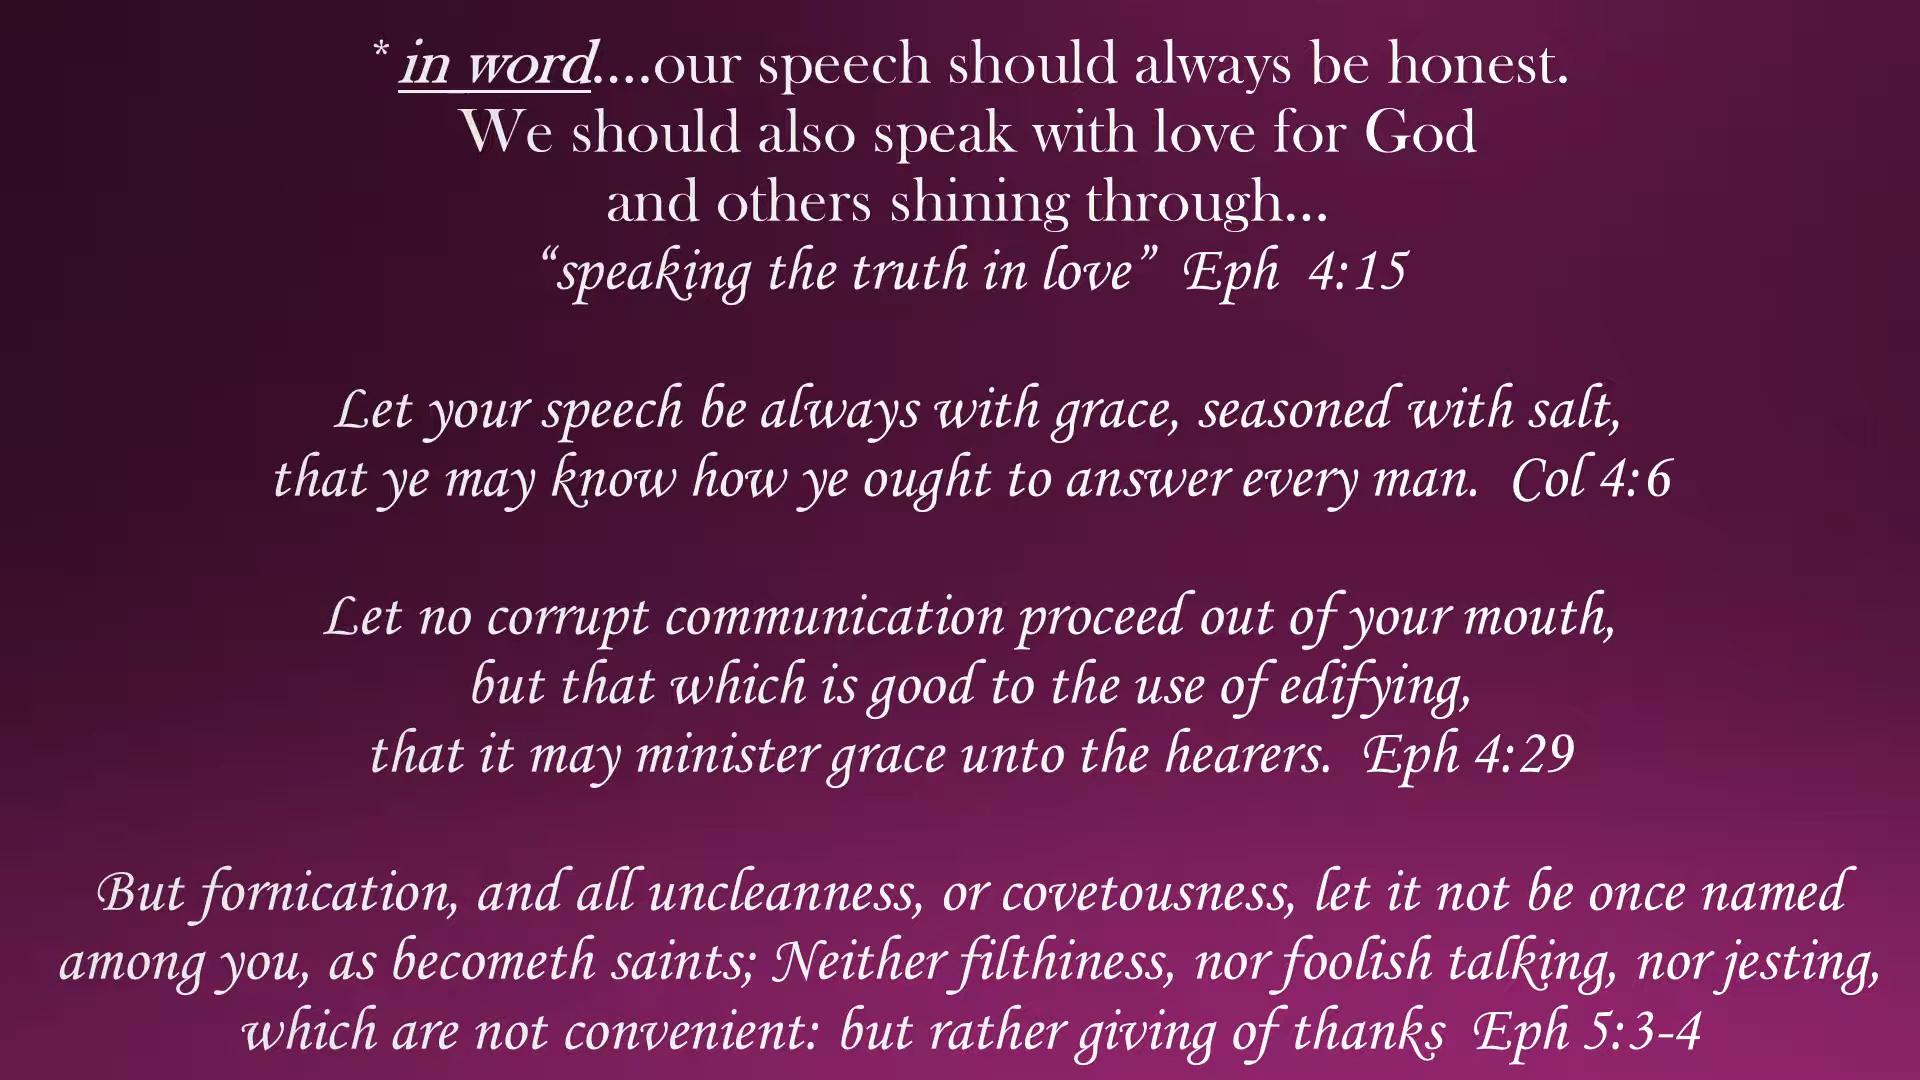 *in word....our speech should always be honest.
We should also speak with love for God
and others shining through...
“speaking the truth in love”  Eph  4:15
Let your speech be always with grace, seasoned with salt,
that ye may know how ye ought to answer every man.  Col 4:6
Let no corrupt communication proceed out of your mouth,
but that which is good to the use of edifying,
that it may minister grace unto the hearers.  Eph 4:29
But fornication, and all uncleanness, or covetousness, let it not be once named
among you, as becometh saints; Neither filthiness, nor foolish talking, nor jesting,
which are not convenient: but rather giving of thanks  Eph 5:3-4